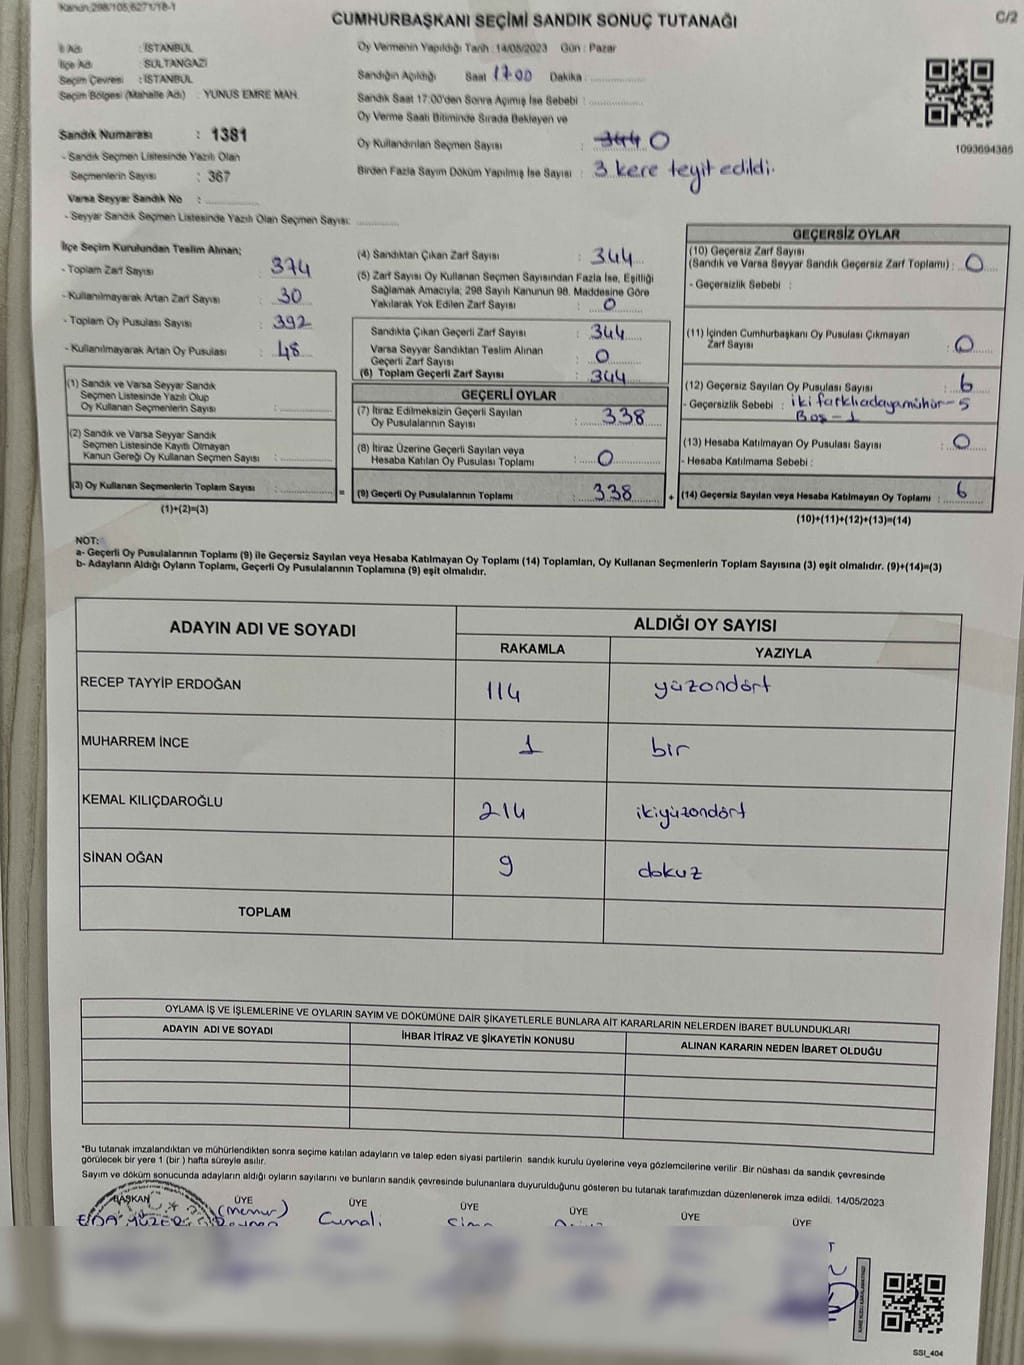 Kanun,298/105,6271/18-1
CUMHURBAŞKANI SEÇİMİ SANDIK SONUÇ TUTANAĞI
C/2
İl Adı : İSTANBUL
İlçe Adı : SULTANGAZİ
Seçim Çevresi : İSTANBUL
Seçim Bölgesi (Mahalle Adı) : YUNUS EMRE MAH.
Oy Vermenin Yapıldığı Tarih : 14/05/2023 Gün : Pazar
Sandığın Açıldığı Saat 17.00 Dakika : ..............
Sandık Saat 17:00'den Sonra Açımış İse Sebebi : ..............
Oy Verme Saati Bitiminde Sırada Bekleyen ve
Oy Kullandırılan Seçmen Sayısı : 344 0
Birden Fazla Sayım Döküm Yapılmış İse Sayısı : 3 kere teyit edildi.
1093694385
Sandık Numarası : 1381
- Sandık Seçmen Listesinde Yazılı Olan
Seçmenlerin Sayısı : 367
Varsa Seyyar Sandık No : ..............
- Seyyar Sandık Seçmen Listesinde Yazılı Olan Seçmen Sayısı: ..............
İlçe Seçim Kurulundan Teslim Alınan;
- Toplam Zarf Sayısı : 374
- Kullanılmayarak Artan Zarf Sayısı : 30
- Toplam Oy Pusulası Sayısı : 392
- Kullanılmayarak Artan Oy Pusulası : 48
(1) Sandık ve Varsa Seyyar Sandık
Seçmen Listesinde Yazılı Olup
Oy Kullanan Seçmenlerin Sayısı : ..............
(2) Sandık ve Varsa Seyyar Sandık
Seçmen Listesinde Kayıtlı Olmayan
Kanun Gereği Oy Kullanan Seçmen Sayısı : ..............
(3) Oy Kullanan Seçmenlerin Toplam Sayısı : .............. =
(1)+(2)=(3)
(4) Sandıktan Çıkan Zarf Sayısı : 344
(5) Zarf Sayısı Oy Kullanan Seçmen Sayısından Fazla İse, Eşitliği
Sağlamak Amacıyla; 298 Sayılı Kanunun 98. Maddesine Göre
Yakılarak Yok Edilen Zarf Sayısı : 0
Sandıkta Çıkan Geçerli Zarf Sayısı : 344
Varsa Seyyar Sandıktan Teslim Alınan
Geçerli Zarf Sayısı : 0
(6) Toplam Geçerli Zarf Sayısı : 344
GEÇERLİ OYLAR
(7) İtiraz Edilmeksizin Geçerli Sayılan
Oy Pusulalarının Sayısı : 338
(8) İtiraz Üzerine Geçerli Sayılan veya
Hesaba Katılan Oy Pusulası Toplamı : 0
(9) Geçerli Oy Pusulalarının Toplamı : 338 +
GEÇERSİZ OYLAR
(10) Geçersiz Zarf Sayısı
(Sandık ve Varsa Seyyar Sandık Geçersiz Zarf Toplamı) : 0
- Geçersizlik Sebebi :
(11) İçinden Cumhurbaşkanı Oy Pusulası Çıkmayan
Zarf Sayısı : 0
(12) Geçersiz Sayılan Oy Pusulası Sayısı : 6
- Geçersizlik Sebebi : iki farklı adaya mühür - 5
Boş - 1
(13) Hesaba Katılmayan Oy Pusulası Sayısı : 0
- Hesaba Katılmama Sebebi :
(14) Geçersiz Sayılan veya Hesaba Katılmayan Oy Toplamı : 6
(10)+(11)+(12)+(13)=(14)
NOT:
a- Geçerli Oy Pusulalarının Toplamı (9) ile Geçersiz Sayılan veya Hesaba Katılmayan Oy Toplamı (14) Toplamları, Oy Kullanan Seçmenlerin Toplam Sayısına (3) eşit olmalıdır. (9)+(14)=(3)
b- Adayların Aldığı Oyların Toplamı, Geçerli Oy Pusulalarının Toplamına (9) eşit olmalıdır.
ADAYIN ADI VE SOYADI
ALDIĞI OY SAYISI
RAKAMLA YAZIYLA
RECEP TAYYİP ERDOĞAN 114 yüzondört
MUHARREM İNCE 1 bir
KEMAL KILIÇDAROĞLU 214 ikiyüzondört
SİNAN OĞAN 9 dokuz
TOPLAM
OYLAMA İŞ VE İŞLEMLERİNE VE OYLARIN SAYIM VE DÖKÜMÜNE DAİR ŞİKAYETLERLE BUNLARA AİT KARARLARIN NELERDEN İBARET BULUNDUKLARI
ADAYIN ADI VE SOYADI İHBAR İTİRAZ VE ŞİKAYETİN KONUSU ALINAN KARARIN NEDEN İBARET OLDUĞU
*Bu tutanak imzalandıktan ve mühürlendikten sonra seçime katılan adayların ve talep eden siyasi partilerin sandık kurulu üyelerine veya gözlemcilerine verilir .Bir nüshası da sandık çevresinde
görülecek bir yere 1 (bir ) hafta süreyle asılır.
Sayım ve döküm sonucunda adayların aldığı oyların sayılarını ve bunların sandık çevresinde bulunanlara duyurulduğunu gösteren bu tutanak tarafımızdan düzenlenerek imza edildi. 14/05/2023
BAŞKAN ÜYE ÜYE ÜYE ÜYE ÜYE ÜYE
(memur)
EDA Cumali
SSI_404